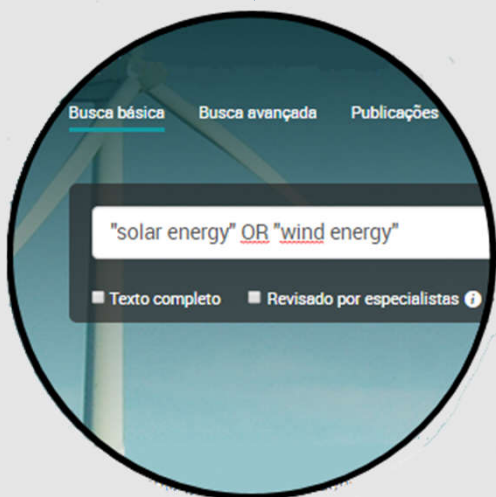 Busca básica Busca avançada Publicações
"solar energy" OR "wind energy"
Texto completo Revisado por especialistas i